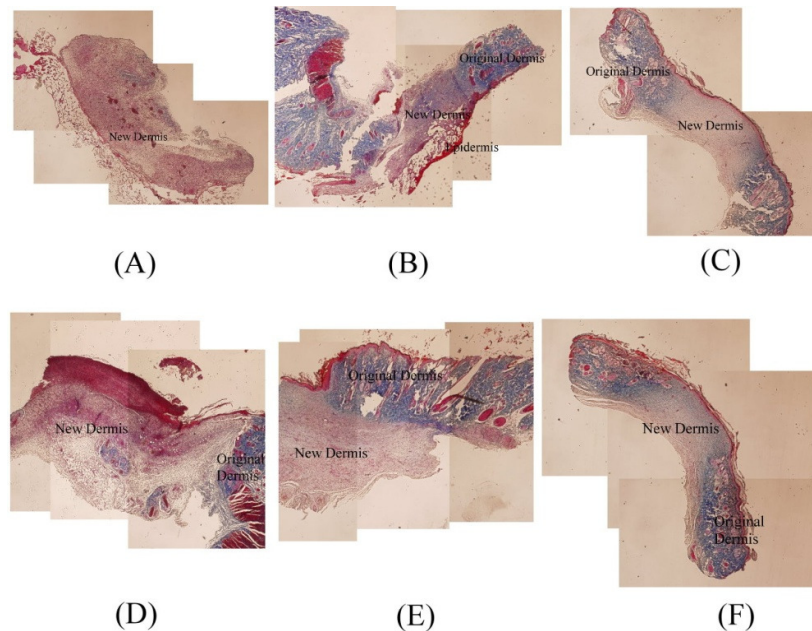 New Dermis
(A)
Original Dermis
New Dermis
Epidermis
(B)
Original Dermis
New Dermis
(C)
New Dermis
Original
Dermis
(D)
Original Dermis
New Dermis
(E)
New Dermis
Original
Dermis
(F)